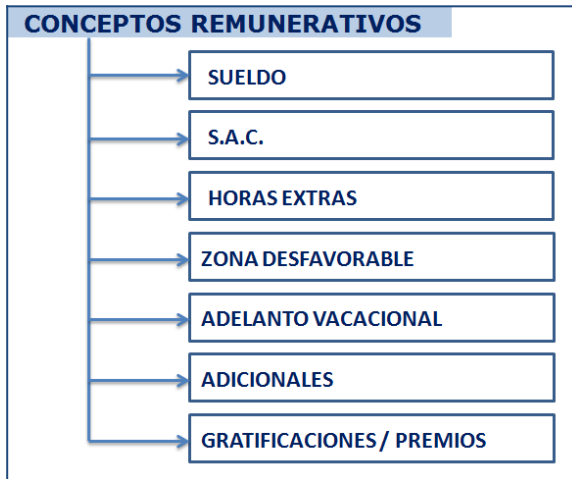 CONCEPTOS REMUNERATIVOS
SUELDO
S.A.C.
HORAS EXTRAS
ZONA DESFAVORABLE
ADELANTO VACACIONAL
ADICIONALES
GRATIFICACIONES / PREMIOS